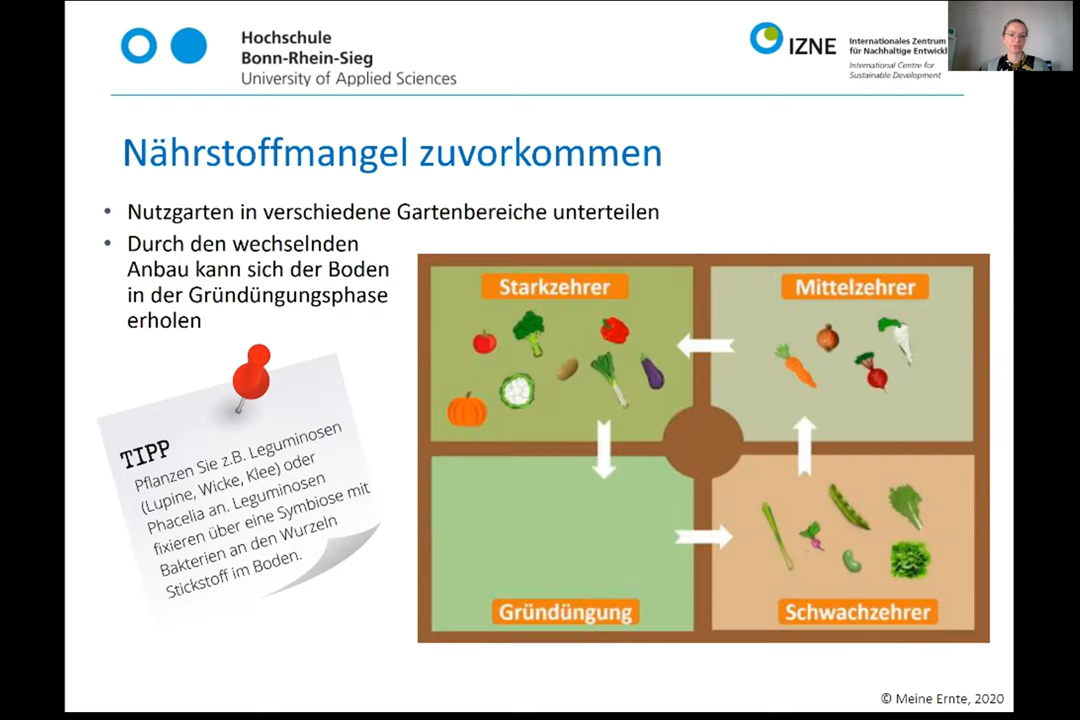 Hochschule
Bonn-Rhein-Sieg
University of Applied Sciences
IZNE
Internationales Zentrum
für Nachhaltige
International Centre for
Sustainable Development
Nährstoffmangel zuvorkommen
• Nutzgarten in verschiedene Gartenbereiche unterteilen
• Durch den wechselnden
Anbau kann sich der Boden
in der Gründüngungsphase
erholen
TIPP
Pflanzen Sie z.B. Leguminosen
(Lupine, Wicke, Klee) oder
Phacelia an. Leguminosen
fixieren über eine Symbiose mit
Bakterien an den Wurzeln
Stickstoff im Boden.
Starkzehrer
Mittelzehrer
Gründüngung
Schwachzehrer
© Meine Ernte, 2020